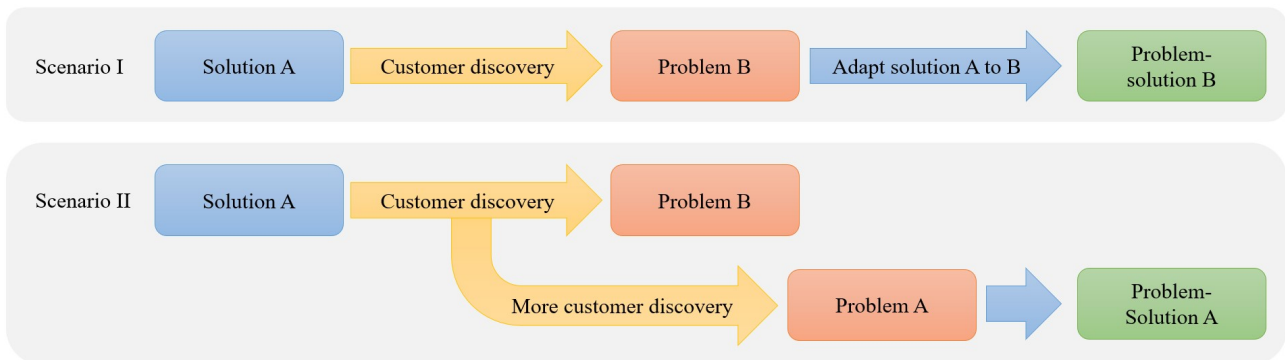 Scenario I
Solution A
Customer discovery
Problem B
Adapt solution A to B
Problem-
solution B
Scenario II
Solution A
Customer discovery
Problem B
More customer discovery
Problem A
Problem-
Solution A